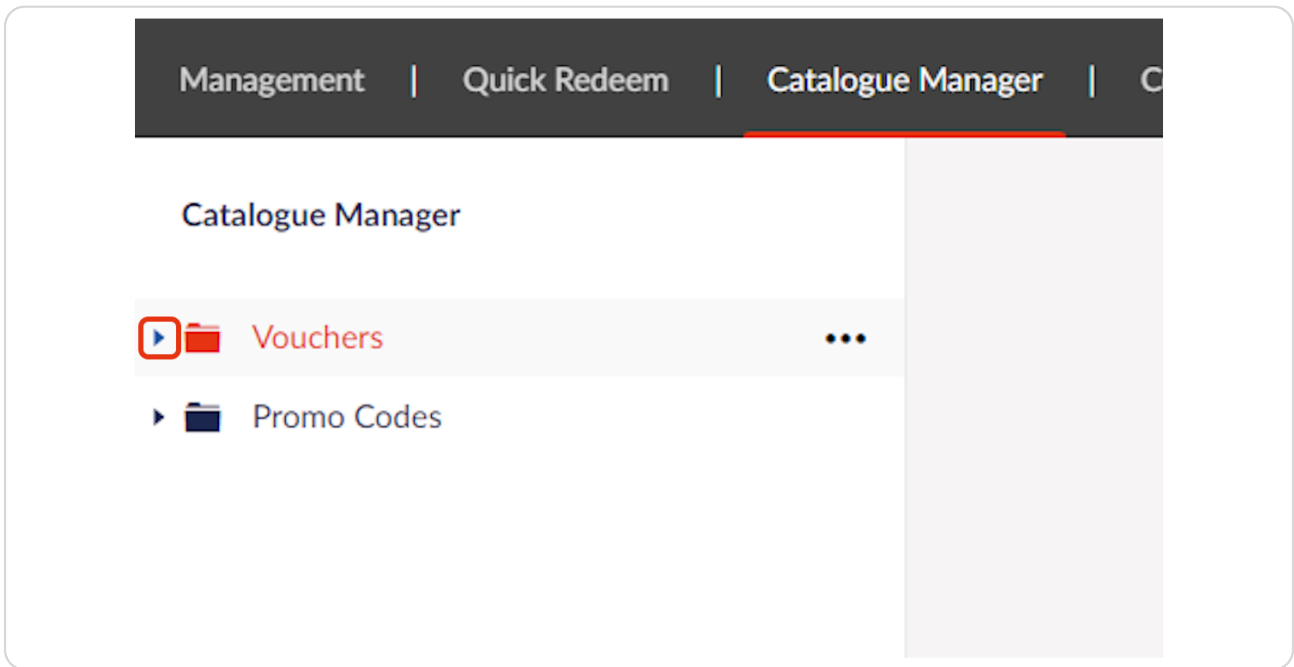 Management | Quick Redeem | Catalogue Manager | C
Catalogue Manager
Vouchers
Promo Codes